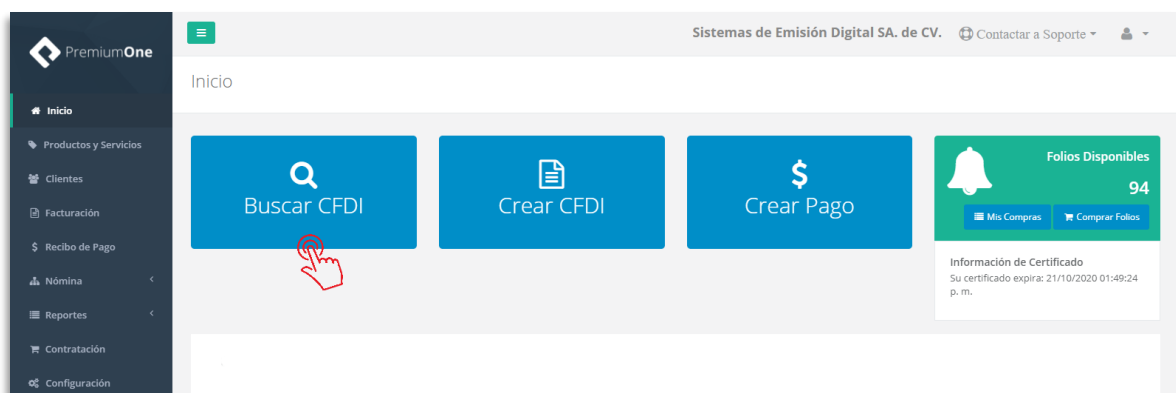 PremiumOne
Sistemas de Emisión Digital SA. de CV.
Contactar a Soporte
Inicio
Inicio
Productos y Servicios
Clientes
Facturación
Recibo de Pago
Nómina
Reportes
Contratación
Configuración
Buscar CFDI
Crear CFDI
$
Crear Pago
Folios Disponibles
94
Mis Compras
Comprar Folios
Información de Certificado
Su certificado expira: 21/10/2020 01:49:24
p. m.